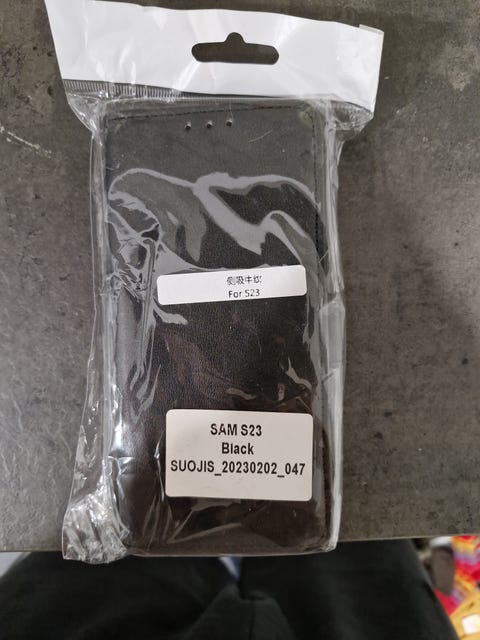 侧吸牛纹
For S23
SAM S23
Black
SUOJIS_20230202_047